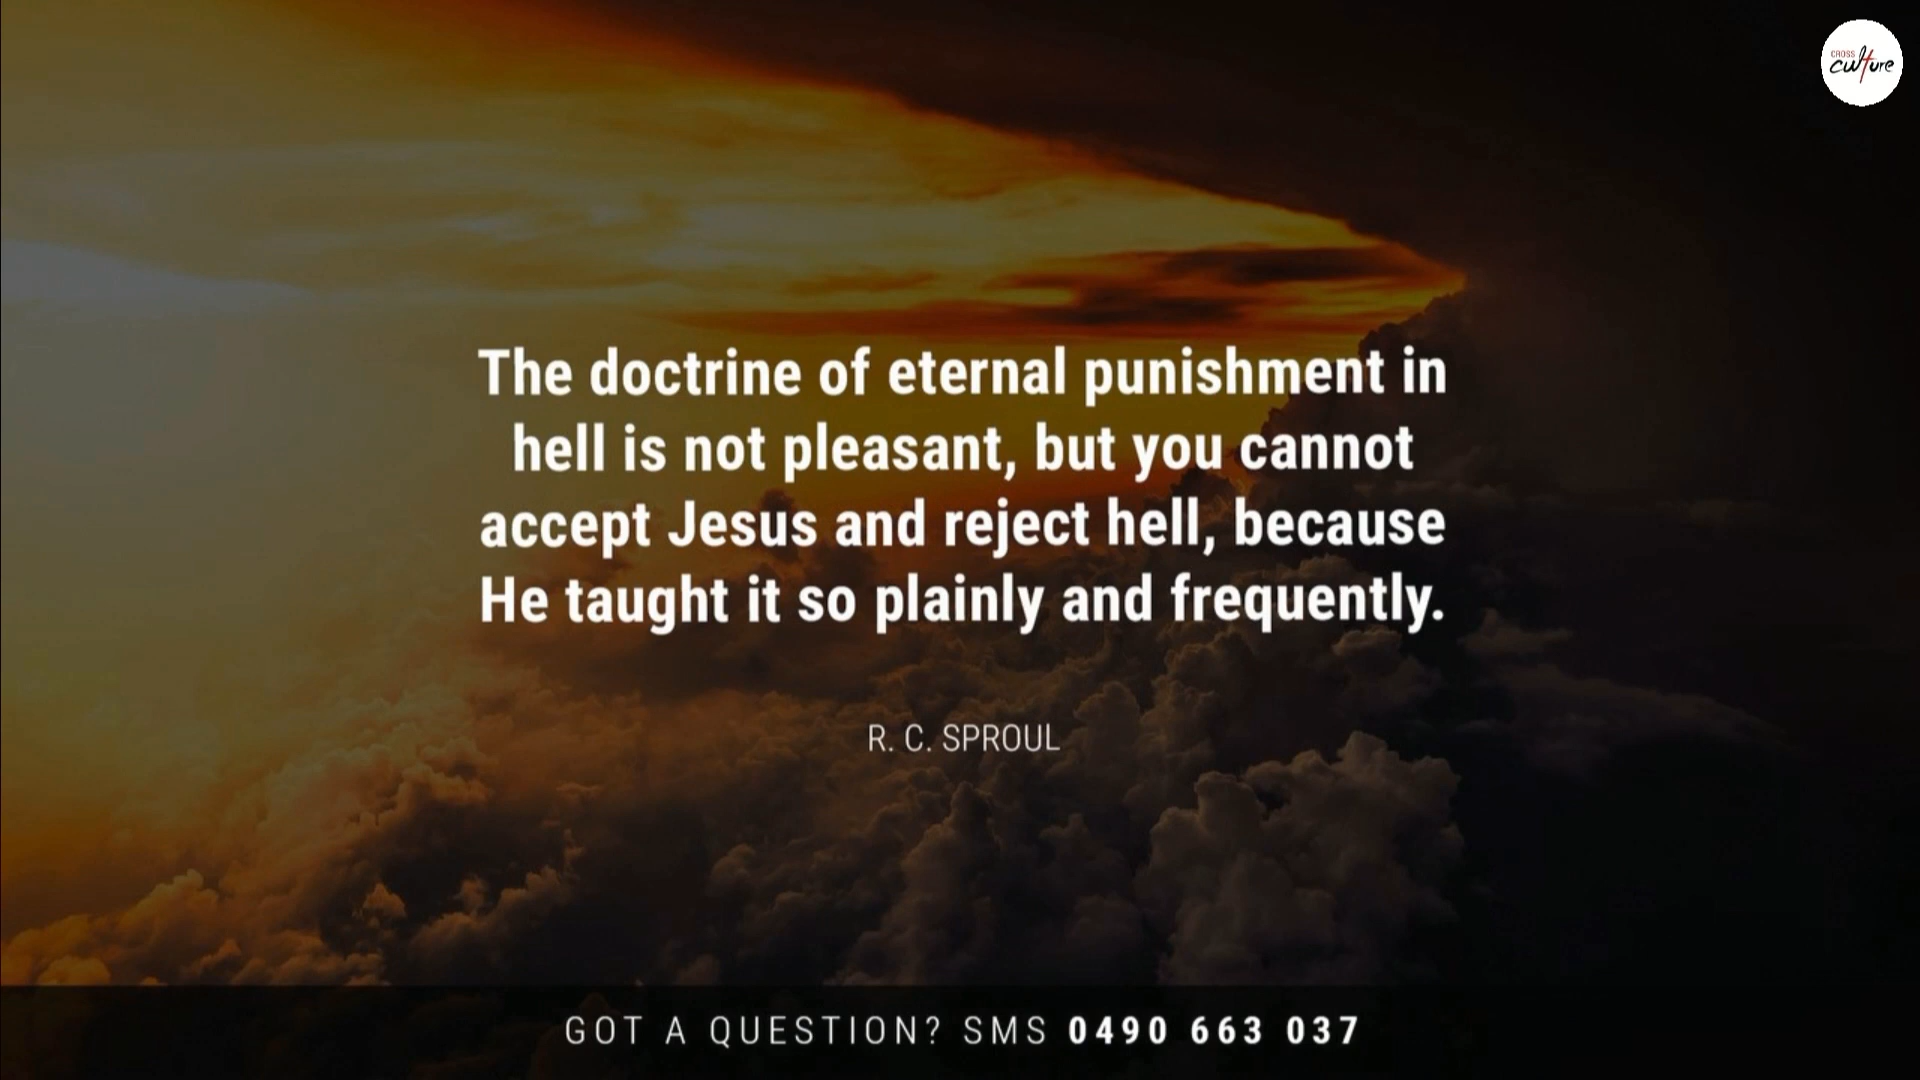 CROSS
culture
The doctrine of eternal punishment in
hell is not pleasant, but you cannot
accept Jesus and reject hell, because
He taught it so plainly and frequently.
R. C. SPROUL
GOT A QUESTION? SMS 0490 663 037